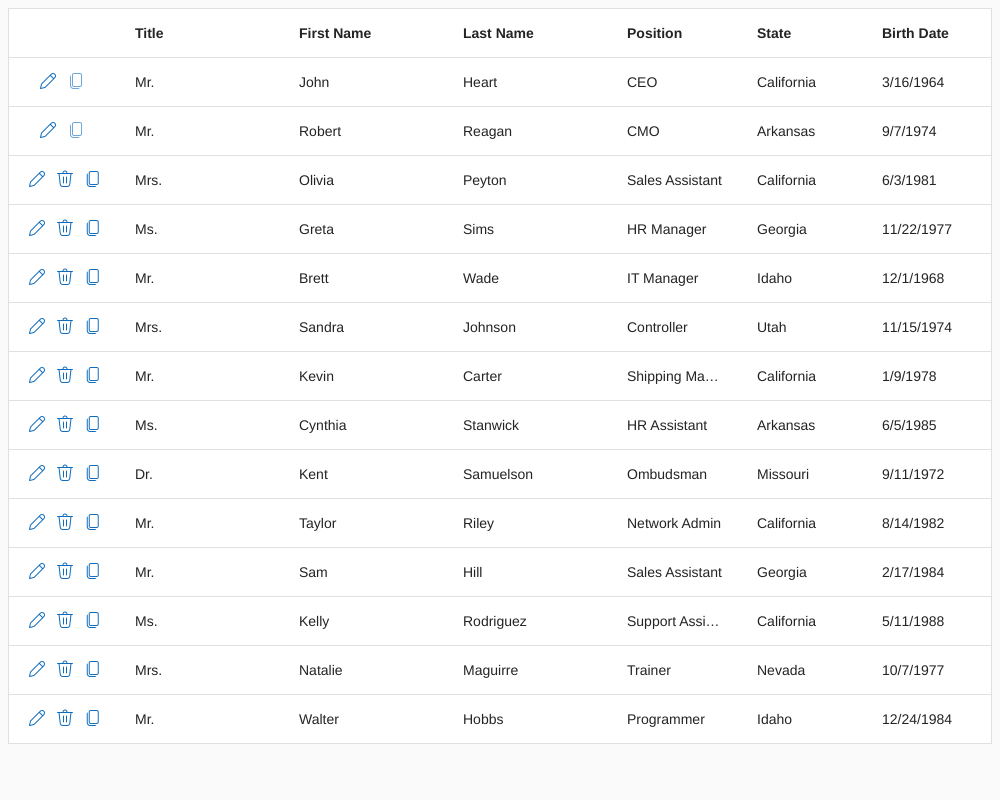 Title First Name Last Name Position State Birth Date
Mr. John Heart CEO California 3/16/1964
Mr. Robert Reagan CMO Arkansas 9/7/1974
Mrs. Olivia Peyton Sales Assistant California 6/3/1981
Ms. Greta Sims HR Manager Georgia 11/22/1977
Mr. Brett Wade IT Manager Idaho 12/1/1968
Mrs. Sandra Johnson Controller Utah 11/15/1974
Mr. Kevin Carter Shipping Ma… California 1/9/1978
Ms. Cynthia Stanwick HR Assistant Arkansas 6/5/1985
Dr. Kent Samuelson Ombudsman Missouri 9/11/1972
Mr. Taylor Riley Network Admin California 8/14/1982
Mr. Sam Hill Sales Assistant Georgia 2/17/1984
Ms. Kelly Rodriguez Support Assi… California 5/11/1988
Mrs. Natalie Maguirre Trainer Nevada 10/7/1977
Mr. Walter Hobbs Programmer Idaho 12/24/1984